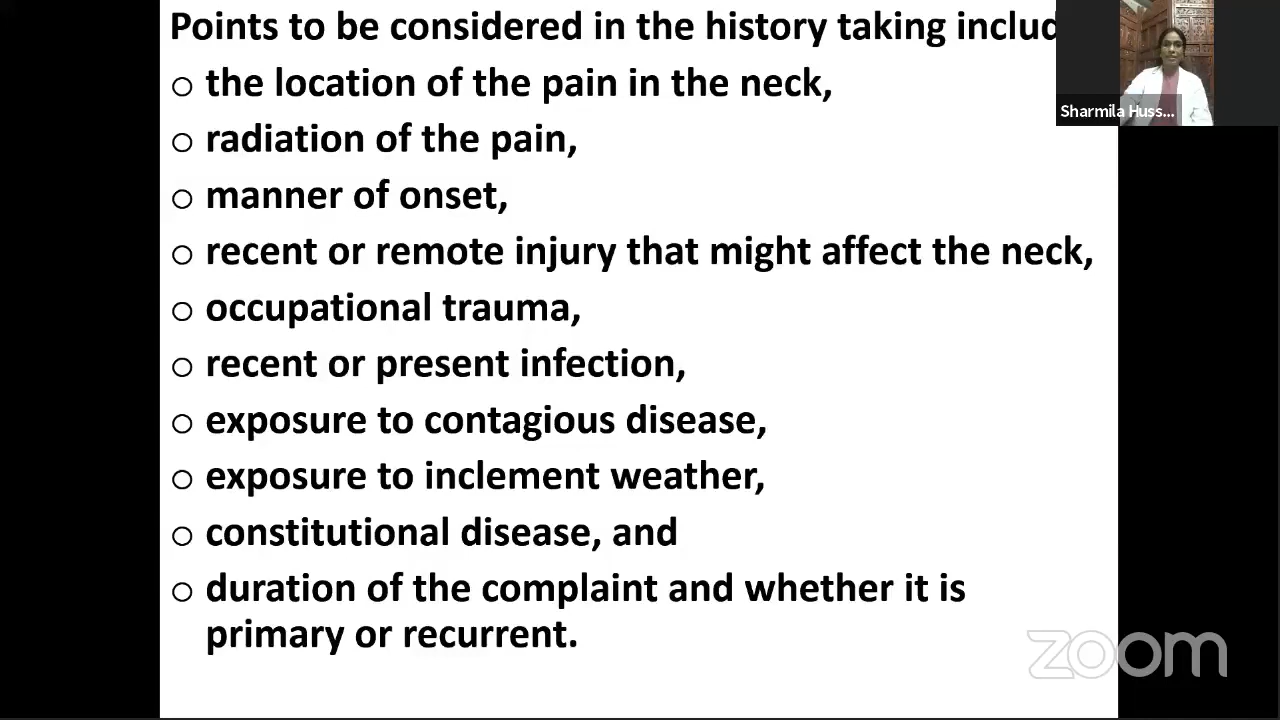 Points to be considered in the history taking includ
○ the location of the pain in the neck,
○ radiation of the pain,
○ manner of onset,
○ recent or remote injury that might affect the neck,
○ occupational trauma,
○ recent or present infection,
○ exposure to contagious disease,
○ exposure to inclement weather,
○ constitutional disease, and
○ duration of the complaint and whether it is
primary or recurrent.
Sharmila Huss...
zoom